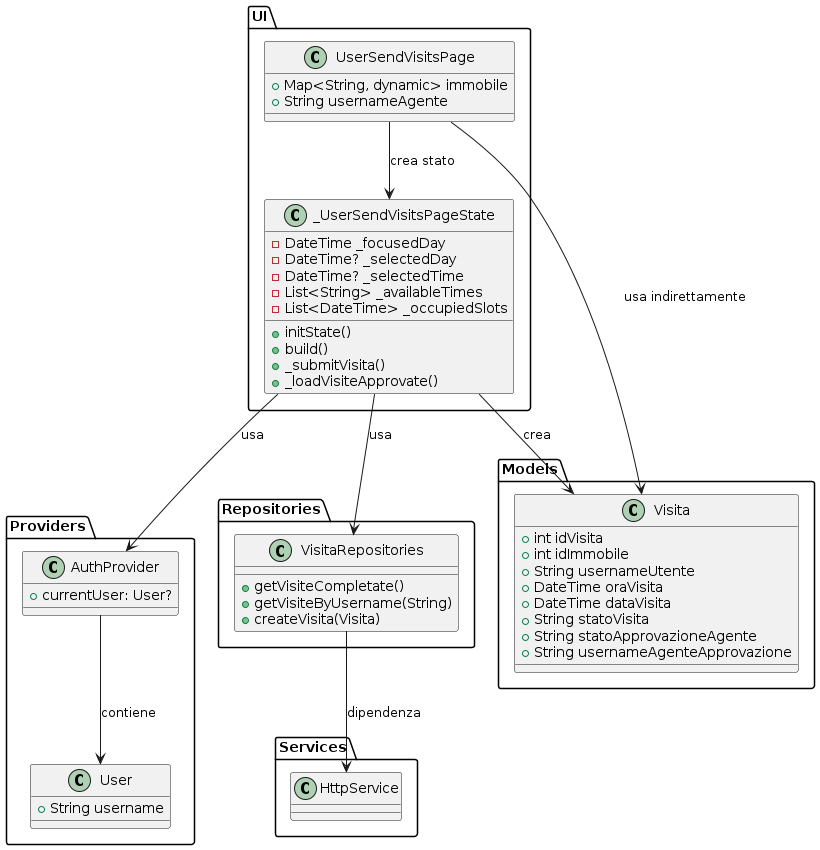 UI
C UserSendVisitsPage
Map<String, dynamic> immobile
String usernameAgente
crea stato
C _UserSendVisitsPageState
DateTime _focusedDay
DateTime? _selectedDay
DateTime? _selectedTime
List<String> _availableTimes
List<DateTime> _occupiedSlots
initState()
build()
_submitVisita()
_loadVisiteApprovate()
usa indirettamente
usa
usa
crea
Providers
C AuthProvider
currentUser: User?
contiene
C User
String username
Repositories
C VisitaRepositories
getVisiteCompletate()
getVisiteByUsername(String)
createVisita(Visita)
dipendenza
Services
C HttpService
Models
C Visita
int idVisita
int idImmobile
String usernameUtente
DateTime oraVisita
DateTime dataVisita
String statoVisita
String statoApprovazioneAgente
String usernameAgenteApprovazione